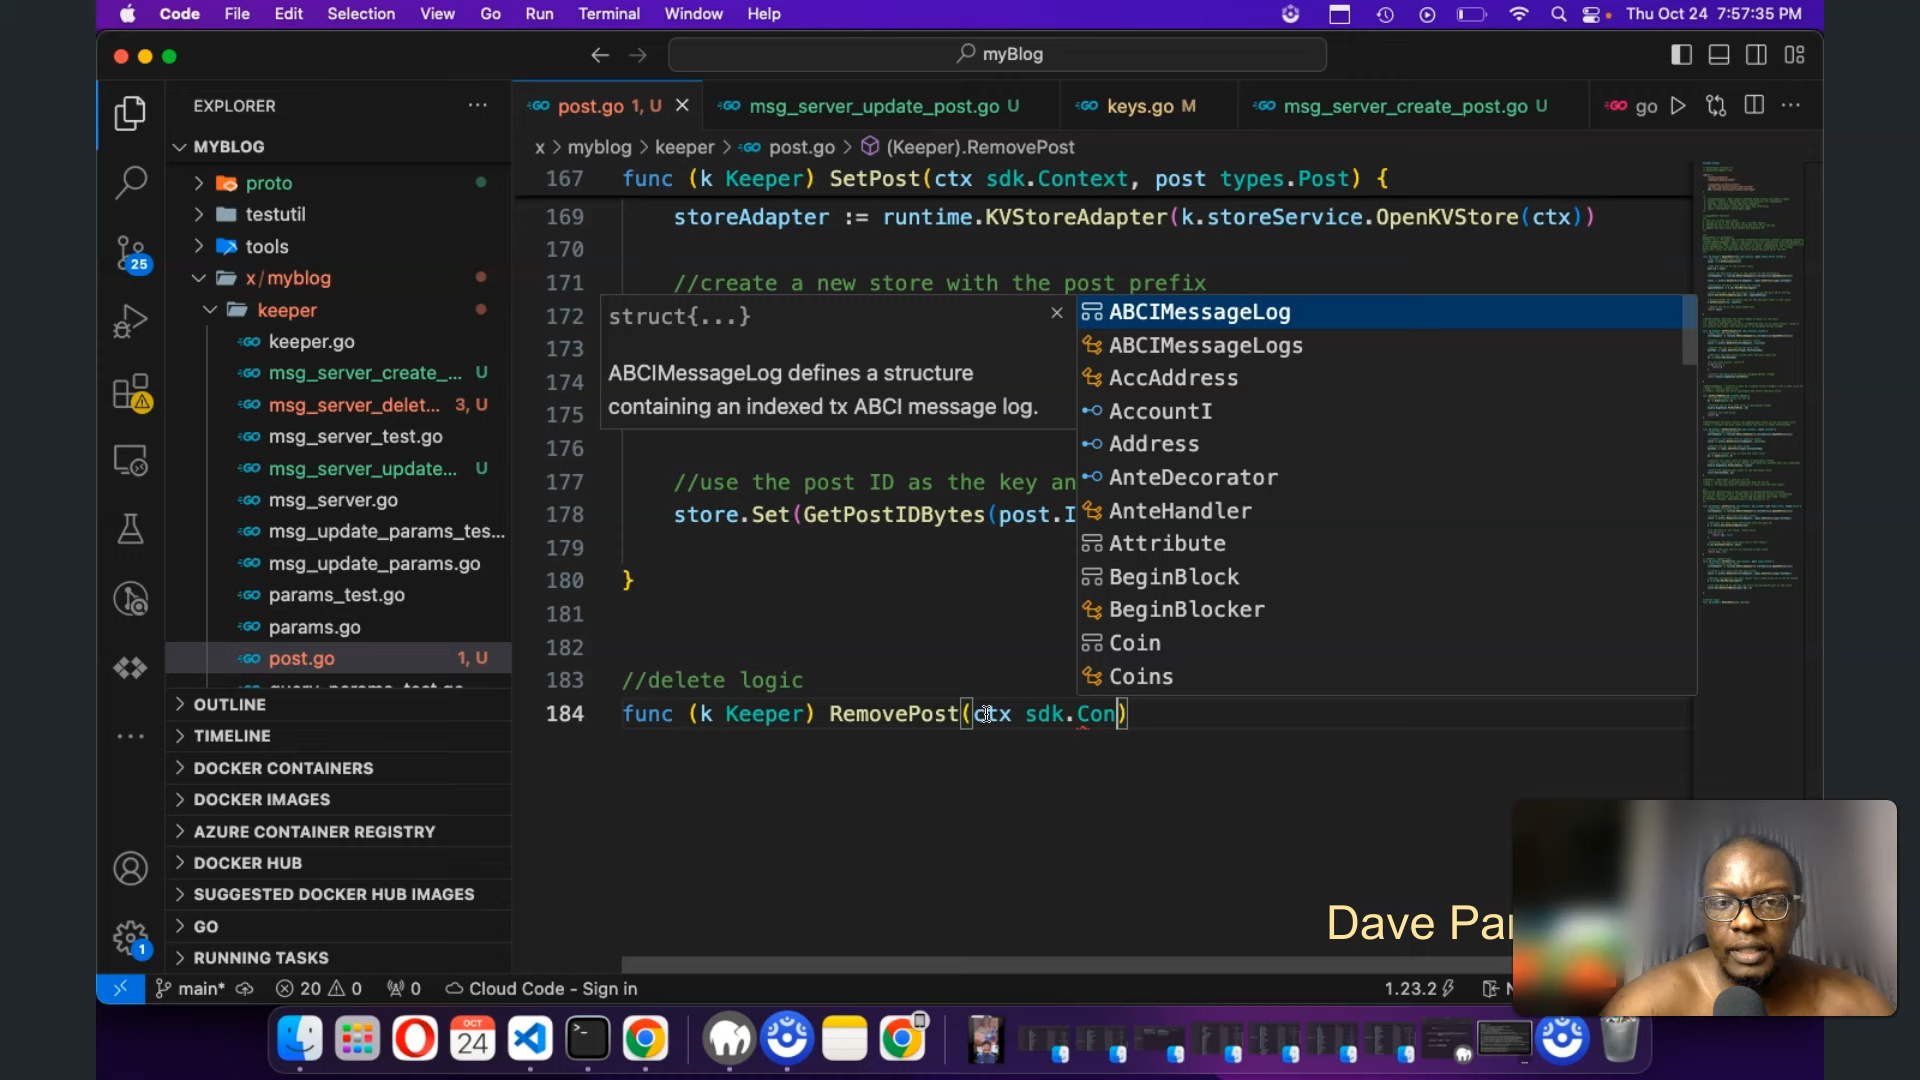 Code File Edit Selection View Go Run Terminal Window Help Thu Oct 24 7:57:35 PM
myBlog
EXPLORER
MYBLOG
proto
testutil
tools
x / myblog
keeper
keeper.go
msg_server_create_... U
msg_server_delet... 3, U
msg_server_test.go
msg_server_update... U
msg_server.go
msg_update_params_tes...
msg_update_params.go
params_test.go
params.go
post.go 1, U
OUTLINE
TIMELINE
DOCKER CONTAINERS
DOCKER IMAGES
AZURE CONTAINER REGISTRY
DOCKER HUB
SUGGESTED DOCKER HUB IMAGES
GO
RUNNING TASKS
25
1
post.go 1, U msg_server_update_post.go U keys.go M msg_server_create_post.go U go
x > myblog > keeper > post.go > (Keeper).RemovePost
167 func (k Keeper) SetPost(ctx sdk.Context, post types.Post) {
169 storeAdapter := runtime.KVStoreAdapter(k.storeService.OpenKVStore(ctx))
170
171 //create a new store with the post prefix
172
173
174
175
176
177 //use the post ID as the key an
178 store.Set(GetPostIDBytes(post.I
179
180 }
181
182
183 //delete logic
184 func (k Keeper) RemovePost(ctx sdk.Con)
struct{...}
ABCIMessageLog defines a structure
containing an indexed tx ABCI message log.
ABCIMessageLog
ABCIMessageLogs
AccAddress
AccountI
Address
AnteDecorator
AnteHandler
Attribute
BeginBlock
BeginBlocker
Coin
Coins
Dave Par
main* 20 0 0 Cloud Code - Sign in 1.23.2
OCT
24